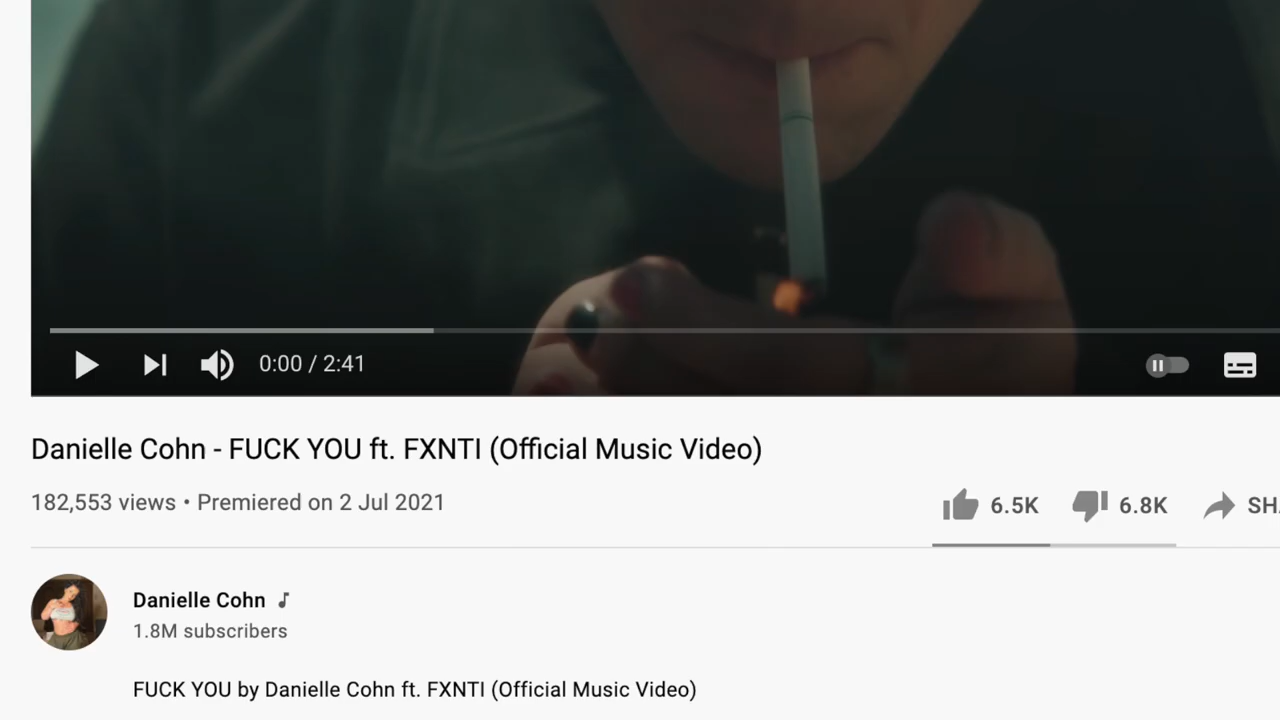 0:00 / 2:41
Danielle Cohn - FUCK YOU ft. FXNTI (Official Music Video)
182,553 views • Premiered on 2 Jul 2021
6.5K 6.8K SHA
Danielle Cohn
1.8M subscribers
FUCK YOU by Danielle Cohn ft. FXNTI (Official Music Video)